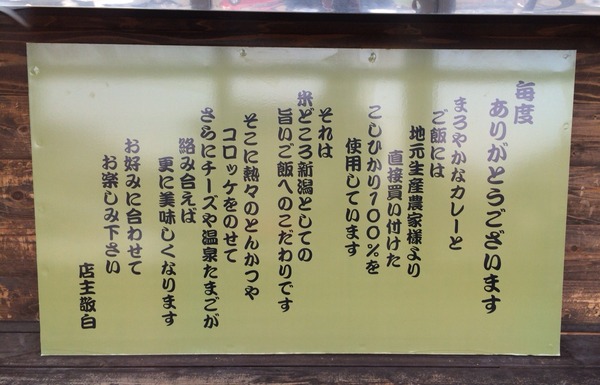 毎度
ありがとうございます
まろやかなカレーと
ご飯には
地元生産農家様より
直接買い付けた
こしひかり100%を
使用しています
それは
米どころ新潟としての
旨いご飯へのこだわりです
そこに熱々のとんかつや
コロッケをのせて
さらにチーズや温泉たまごが
絡み合えば
更に美味しくなります
お好みに合わせて
お楽しみ下さい
店主敬白